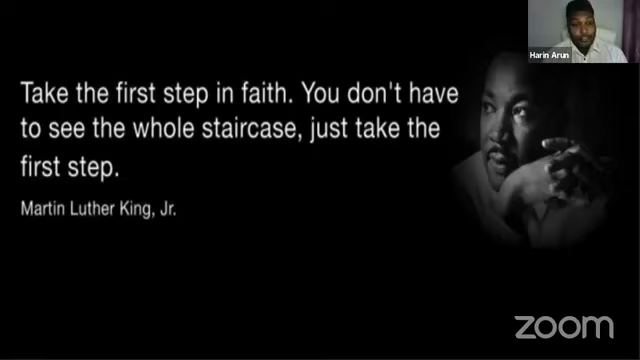 Harin Arun
Take the first step in faith. You don't have
to see the whole staircase, just take the
first step.
Martin Luther King, Jr.
zoom